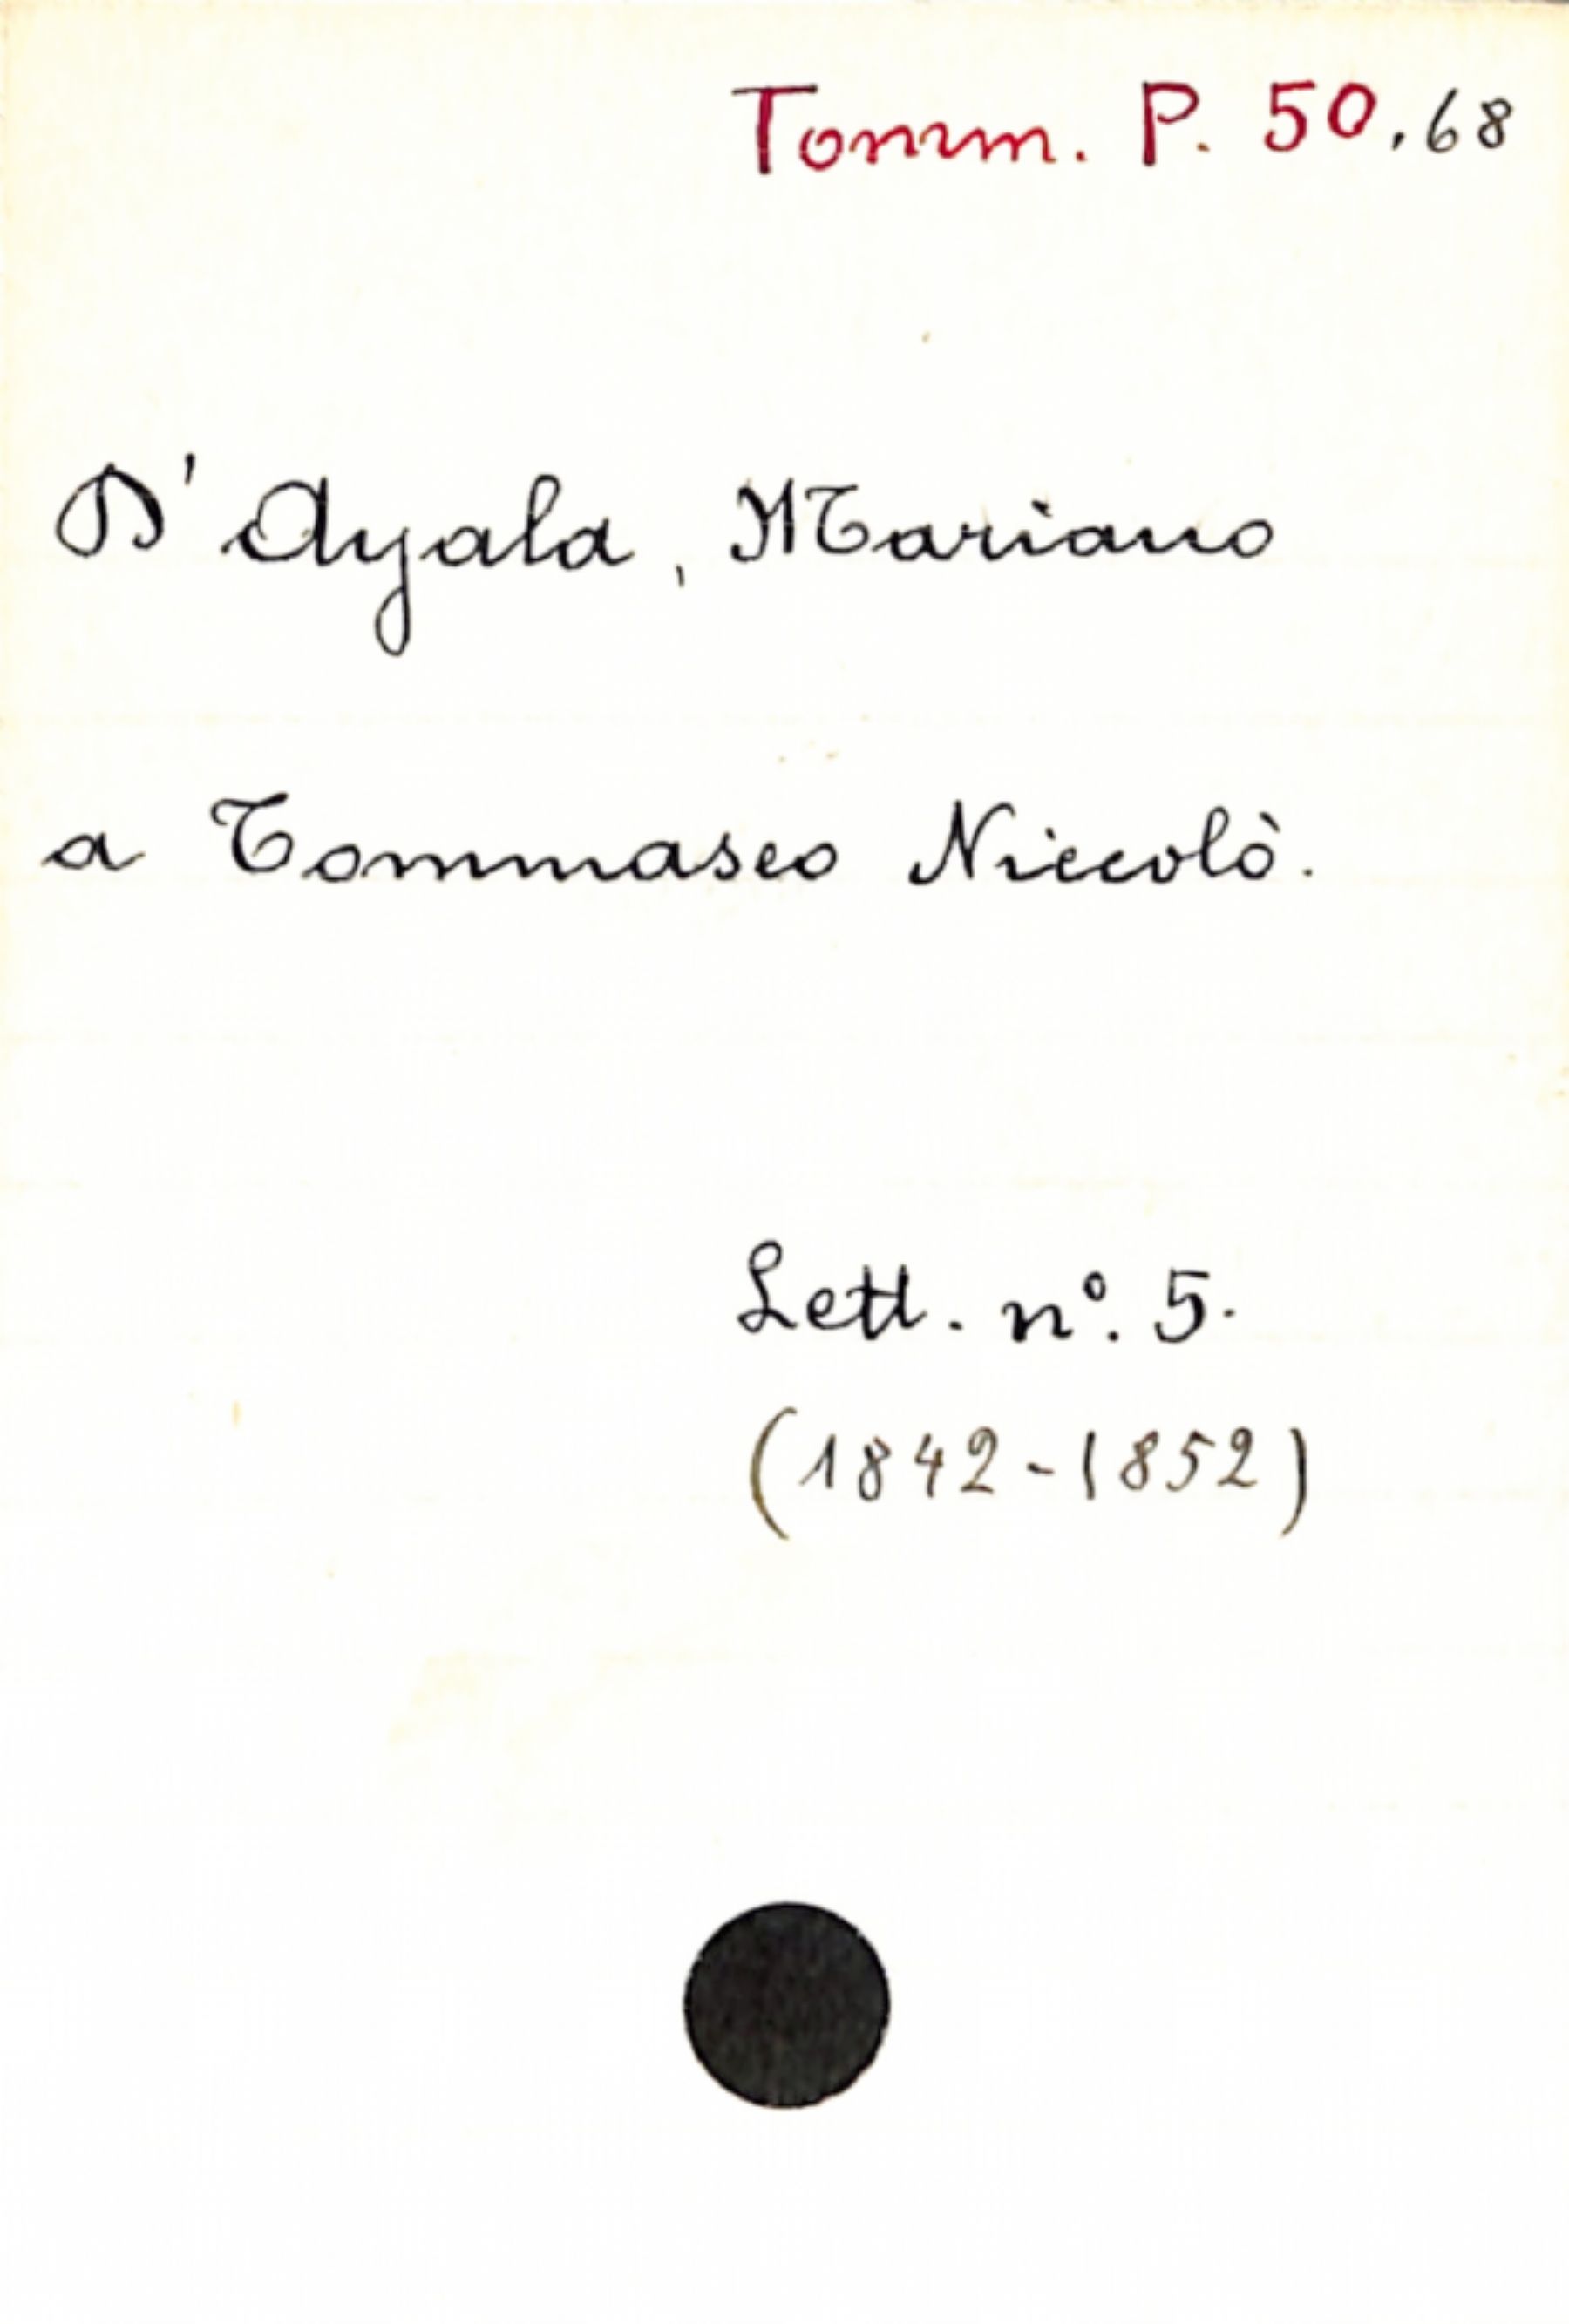 Tomm. P. 50.68
D'Ayala, Mariano
a Tommaseo Niccolò.
Lett. n°. 5.
(1842-1852)